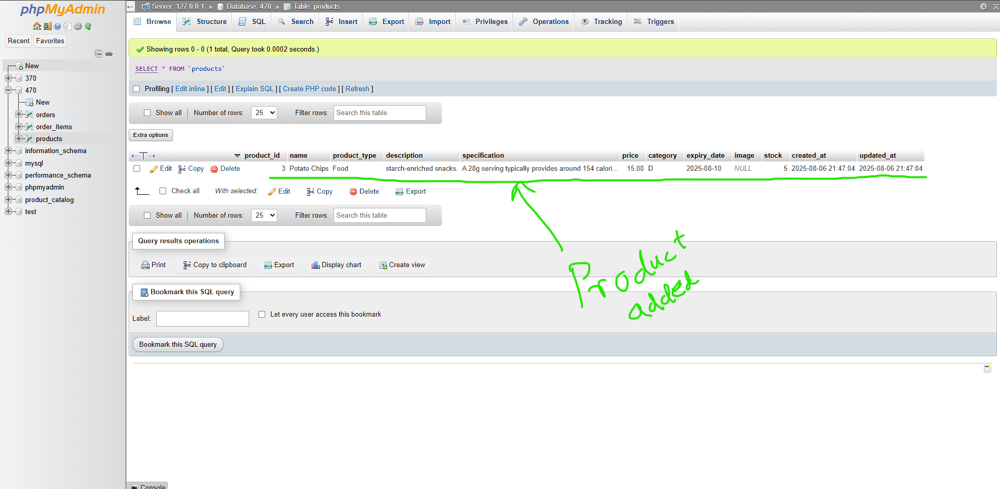 phpMyAdmin
Recent Favorites
New
370
470
New
orders
order_items
products
information_schema
mysql
performance_schema
phpmyadmin
product_catalog
test
Server: 127.0.0.1 » Database: 470 » Table: products
Browse Structure SQL Search Insert Export Import Privileges Operations Tracking Triggers
Showing rows 0 - 0 (1 total, Query took 0.0002 seconds.)
SELECT * FROM `products`
Profiling [ Edit inline ] [ Edit ] [ Explain SQL ] [ Create PHP code ] [ Refresh ]
Show all Number of rows: 25 Filter rows: Search this table
Extra options
product_id name product_type description specification price category expiry_date image stock created_at updated_at
Edit Copy Delete 3 Potato Chips Food starch-enriched snacks. A 28g serving typically provides around 154 calori... 15.00 D 2025-08-10 NULL 5 2025-08-06 21:47:04 2025-08-06 21:47:04
Check all With selected: Edit Copy Delete Export
Show all Number of rows: 25 Filter rows: Search this table
Product
added
Query results operations
Print Copy to clipboard Export Display chart Create view
Bookmark this SQL query
Label: Let every user access this bookmark
Bookmark this SQL query
Console